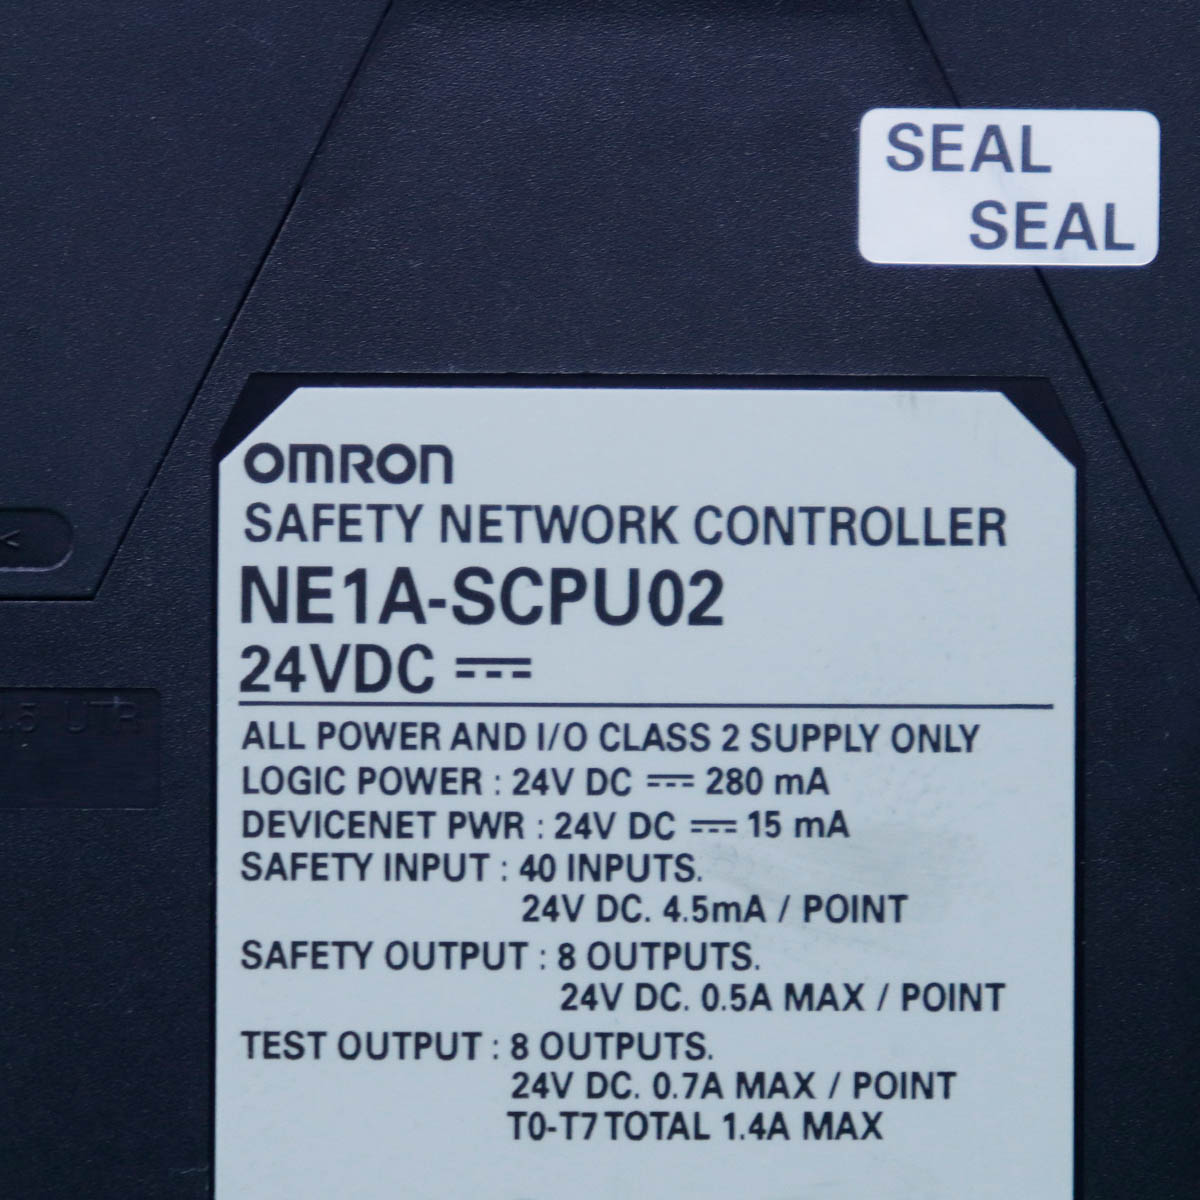 SEAL
SEAL
omron
SAFETY NETWORK CONTROLLER
NE1A-SCPU02
24VDC ⎓
ALL POWER AND I/O CLASS 2 SUPPLY ONLY
LOGIC POWER : 24V DC ⎓ 280 mA
DEVICENET PWR : 24V DC ⎓ 15 mA
SAFETY INPUT : 40 INPUTS.
24V DC. 4.5mA / POINT
SAFETY OUTPUT : 8 OUTPUTS.
24V DC. 0.5A MAX / POINT
TEST OUTPUT : 8 OUTPUTS.
24V DC. 0.7A MAX / POINT
T0-T7 TOTAL 1.4A MAX